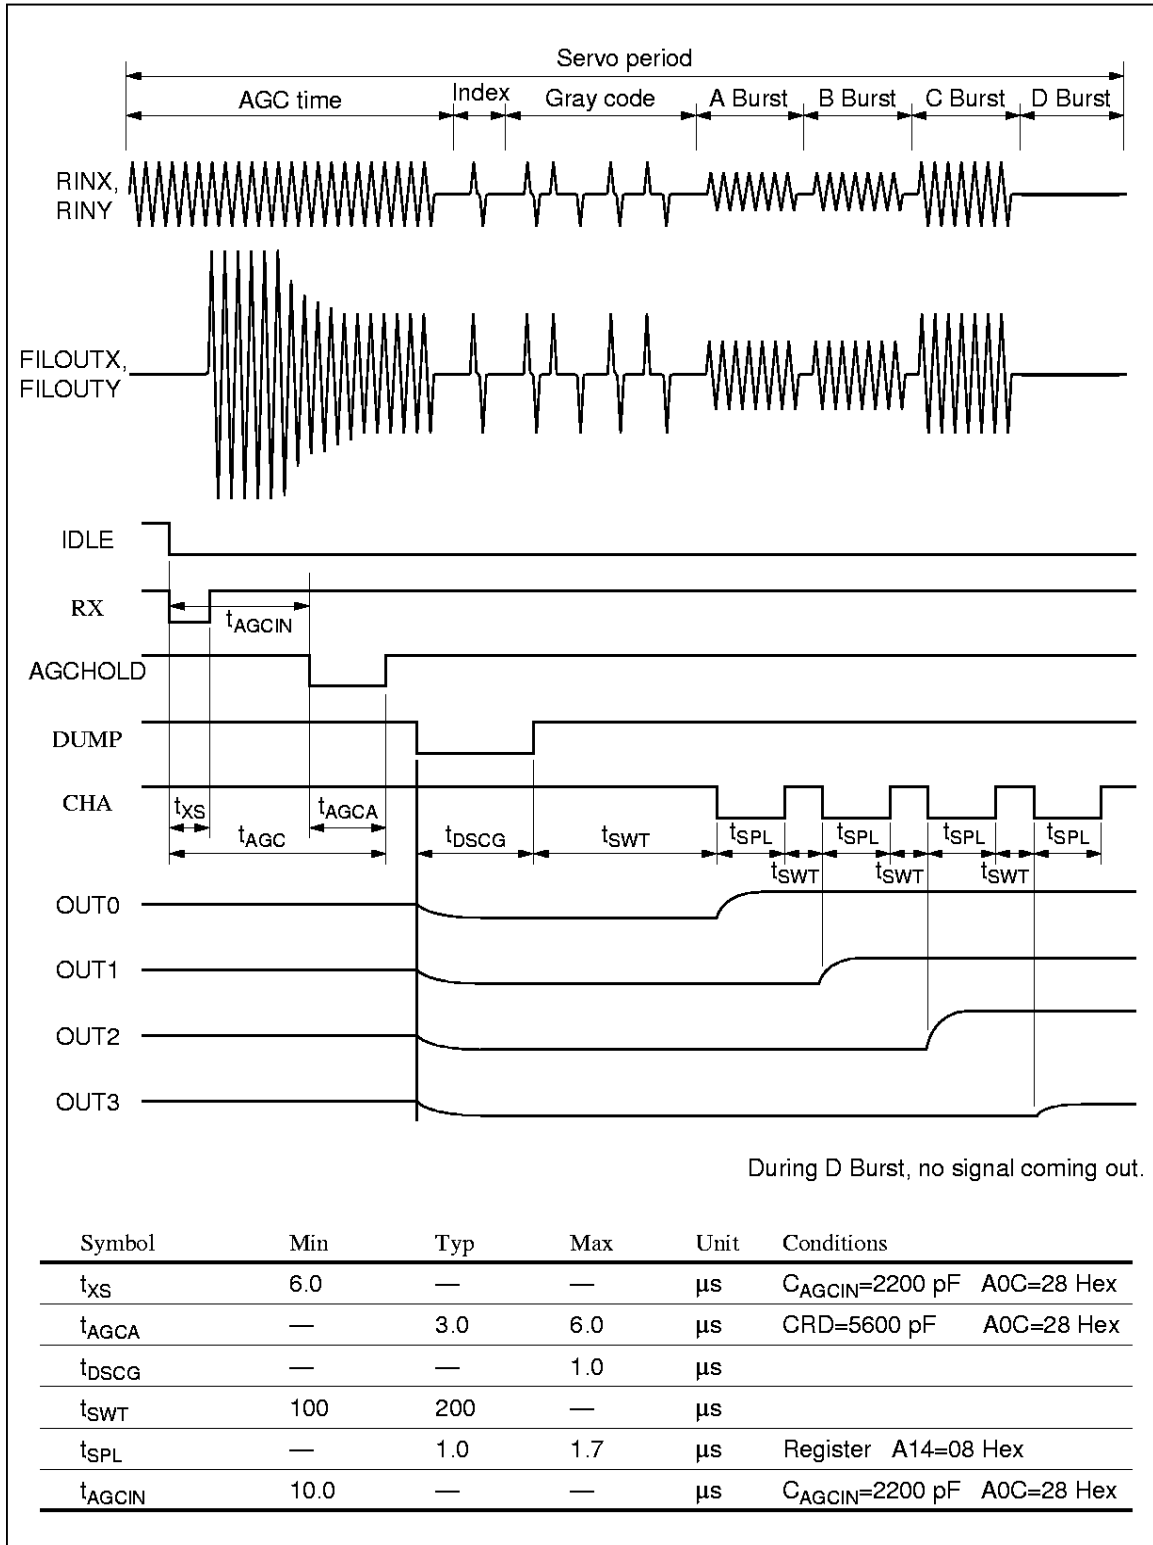 Servo period
AGC time Index Gray code A Burst B Burst C Burst D Burst
RINX,
RINY
FILOUTX,
FILOUTY
IDLE
RX
tAGCIN
AGCHOLD
DUMP
CHA
tXS tAGCA tSPL tSPL tSPL tSPL
tAGC tDSCG tSWT
tSWT tSWT tSWT
OUT0
OUT1
OUT2
OUT3
During D Burst, no signal coming out.
Symbol Min Typ Max Unit Conditions
tXS 6.0 — — µs CAGCIN=2200 pF A0C=28 Hex
tAGCA — 3.0 6.0 µs CRD=5600 pF A0C=28 Hex
tDSCG — — 1.0 µs
tSWT 100 200 — µs
tSPL — 1.0 1.7 µs Register A14=08 Hex
tAGCIN 10.0 — — µs CAGCIN=2200 pF A0C=28 Hex